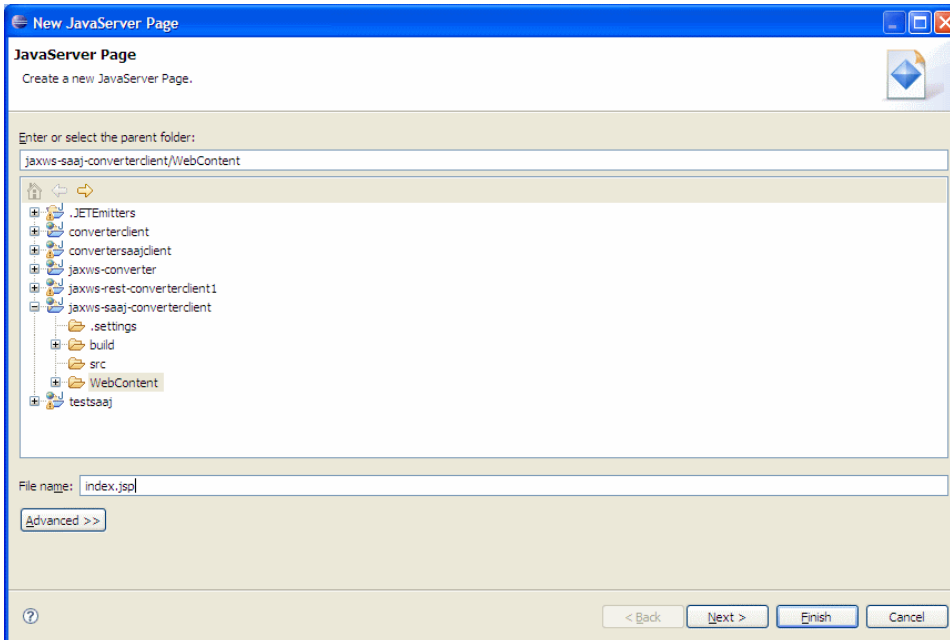 New JavaServer Page
JavaServer Page
Create a new JavaServer Page.
Enter or select the parent folder:
jaxws-saaj-converterclient/WebContent
.JETEmitters
converterclient
convertersaajclient
jaxws-converter
jaxws-rest-converterclient1
jaxws-saaj-converterclient
.settings
build
src
WebContent
testsaaj
File name: index.jsp
Advanced >>
? < Back Next > Finish Cancel